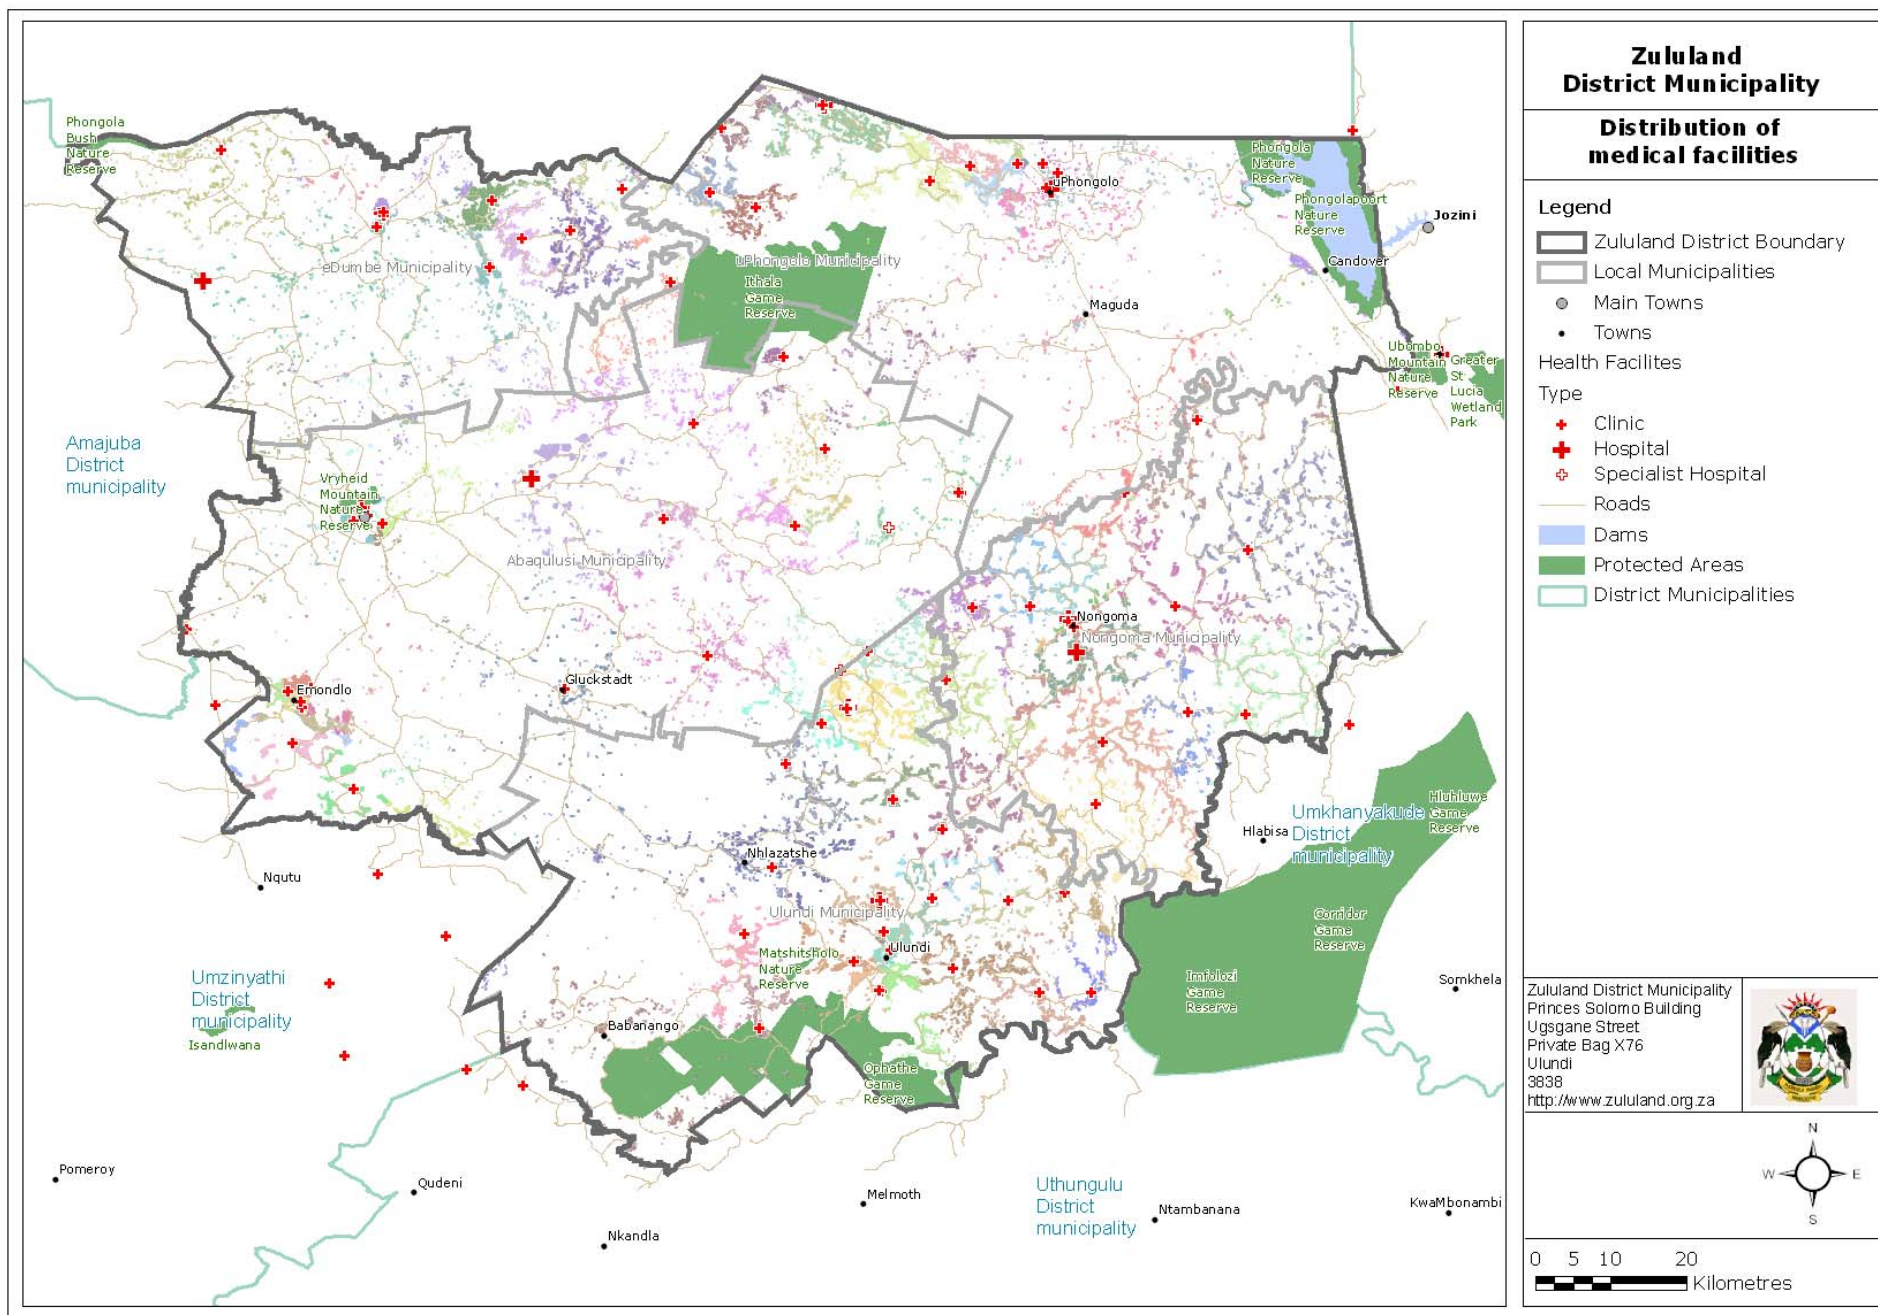 Zululand
District Municipality
Distribution of
medical facilities
Legend
Zululand District Boundary
Local Municipalities
Main Towns
Towns
Health Facilites
Type
Clinic
Hospital
Specialist Hospital
Roads
Dams
Protected Areas
District Municipalities
Zululand District Municipality
Princes Solomo Building
Ugsgane Street
Private Bag X76
Ulundi
3838
http://www.zululand.org.za
N
W
E
S
0 5 10 20
Kilometres
Phongola
Bush
Nature
Reserve
uPhongolo
Phongola
Nature
Reserve
Phongolapoort
Nature
Reserve
Jozini
eDumbe Municipality
uPhongolo Municipality
Ithala
Game
Reserve
Candover
Maguda
Ubombo
Mountain
Nature
Reserve
Greater
St
Lucia
Wetland
Park
Amajuba
District
municipality
Vryheid
Mountain
Nature
Reserve
Abaqulusi Municipality
Nongoma
Nongoma Municipality
Emondlo
Gluckstadt
Hluhluwe
Game
Reserve
Umkhanyakude
District
municipality
Hlabisa
Nhlazatshe
Nqutu
Ulundi Municipality
Corridor
Game
Reserve
Ulundi
Matshitsholo
Nature
Reserve
Imfolozi
Game
Reserve
Somkhela
Umzinyathi
District
municipality
Isandlwana
Babanango
Ophathe
Game
Reserve
Pomeroy
Qudeni
Melmoth
Uthungulu
District
municipality
Ntambanana
KwaMbonambi
Nkandla